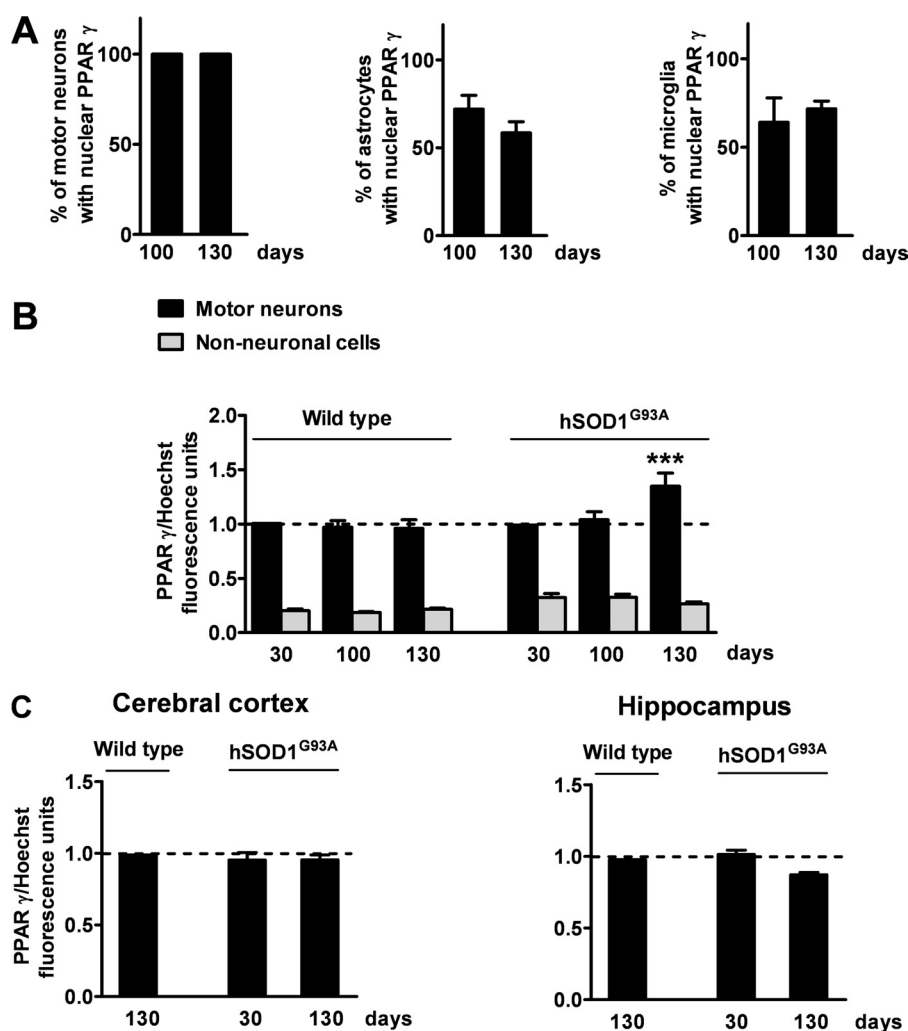 A
% of motor neurons
with nuclear PPAR γ
100
50
0
100 130 days
% of astrocytes
with nuclear PPAR γ
100
50
0
100 130 days
% of microglia
with nuclear PPAR γ
100
50
0
100 130 days
B
Motor neurons
Non-neuronal cells
Wild type
hSOD1G93A
***
PPAR γ/Hoechst
fluorescence units
2.0
1.5
1.0
0.5
0.0
30 100 130 30 100 130 days
C
Cerebral cortex
Wild type
hSOD1G93A
PPAR γ/Hoechst
fluorescence units
1.5
1.0
0.5
0.0
130 30 130 days
Hippocampus
Wild type
hSOD1G93A
1.5
1.0
0.5
0.0
130 30 130 days